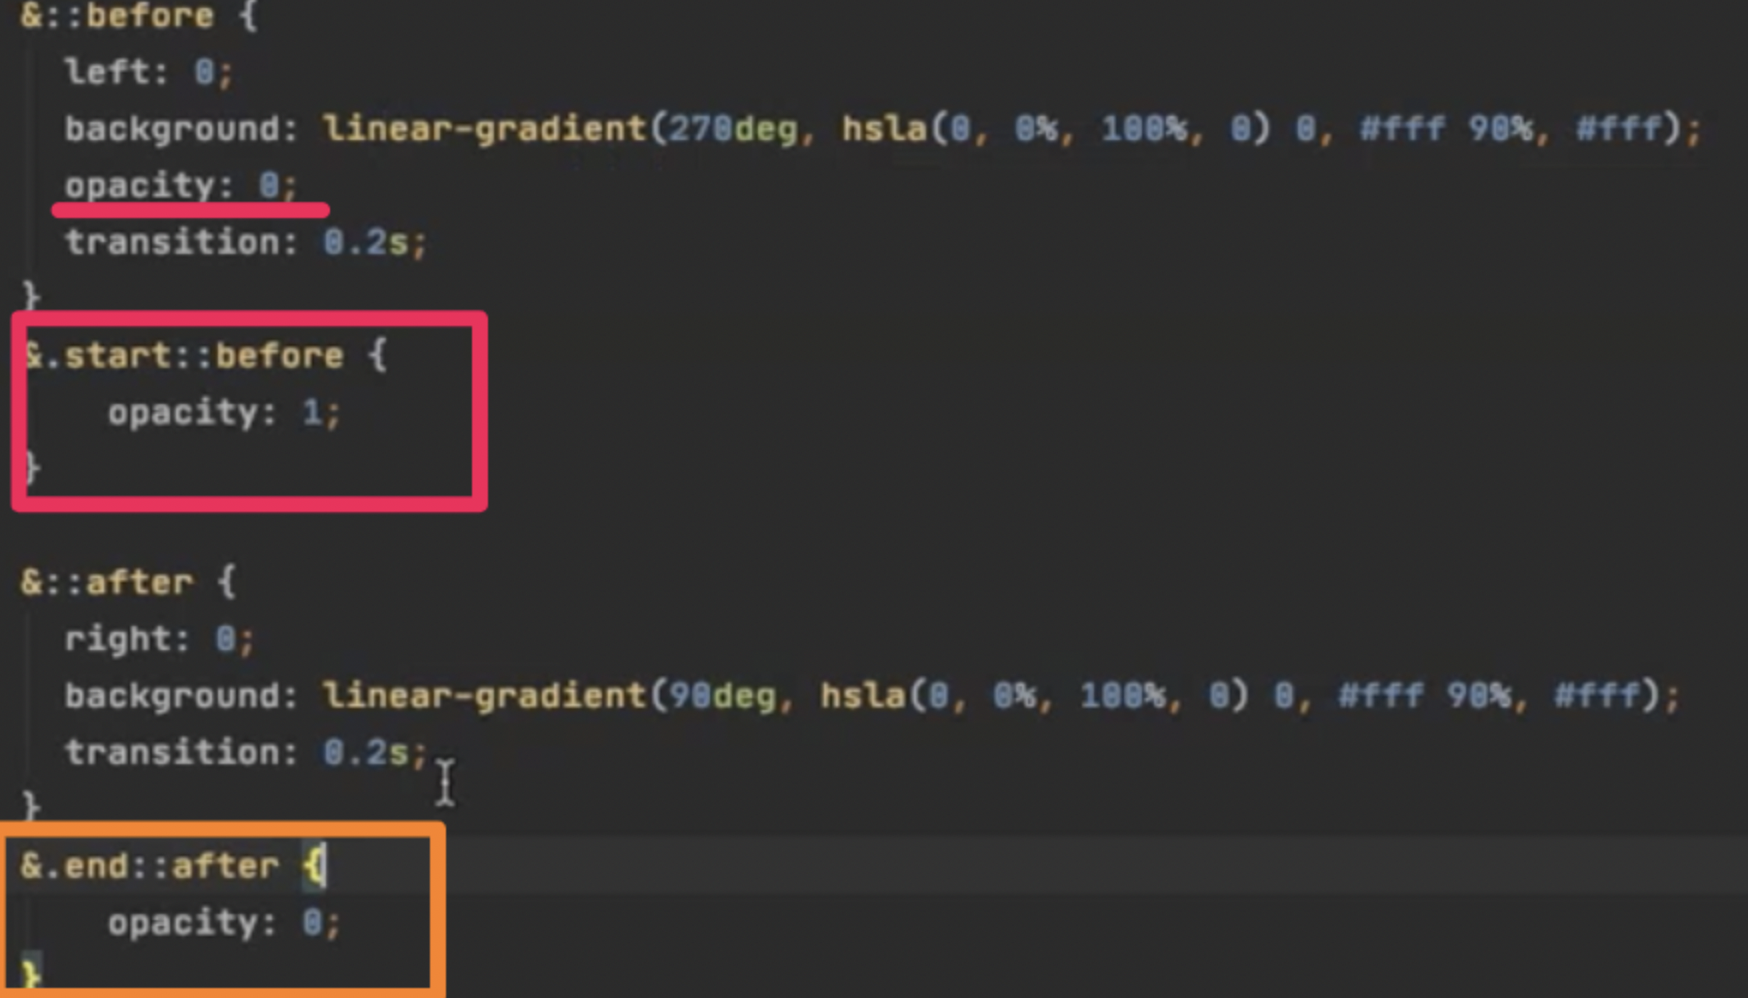 &::before {
left: 0;
background: linear-gradient(270deg, hsla(0, 0%, 100%, 0) 0, #fff 90%, #fff);
opacity: 0;
transition: 0.2s;
}
&.start::before {
opacity: 1;
}
&::after {
right: 0;
background: linear-gradient(90deg, hsla(0, 0%, 100%, 0) 0, #fff 90%, #fff);
transition: 0.2s;
}
&.end::after {
opacity: 0;
}